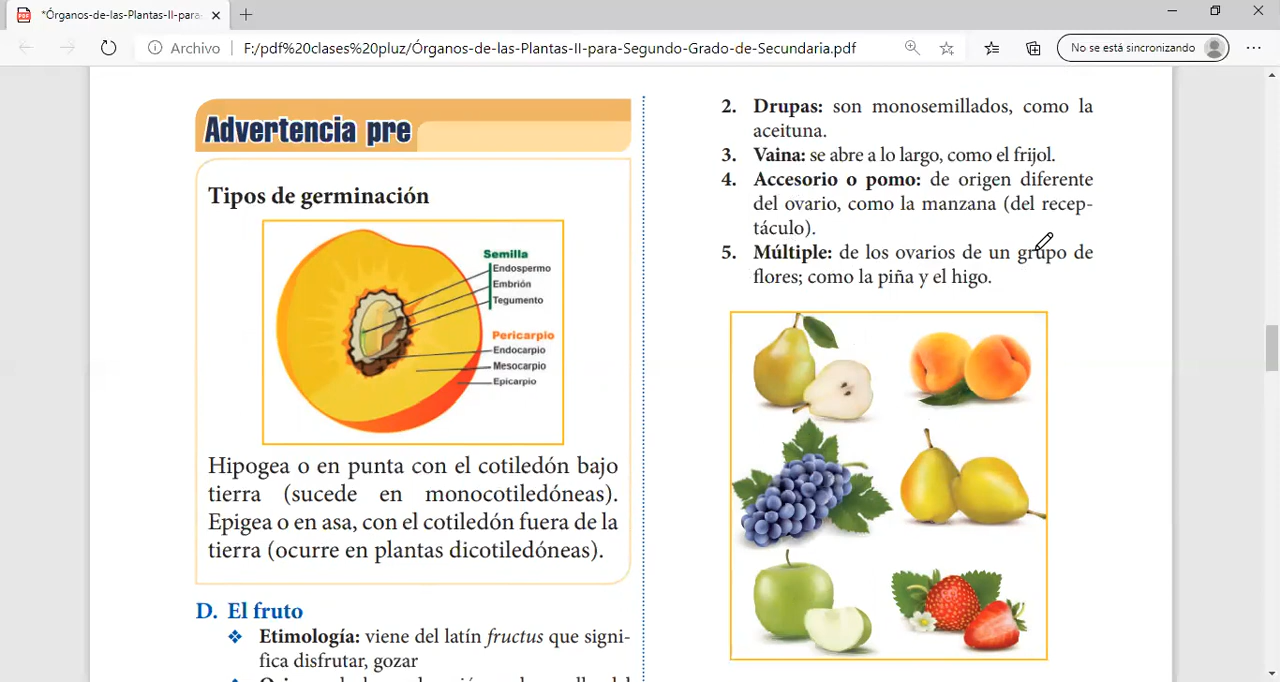 *Órganos-de-las-Plantas-II-para-
Archivo
F:/pdf%20clases%20pluz/Órganos-de-las-Plantas-II-para-Segundo-Grado-de-Secundaria.pdf
No se está sincronizando
Advertencia pre
Tipos de germinación
Semilla
Endospermo
Embrión
Tegumento
Pericarpio
Endocarpio
Mesocarpio
Epicarpio
Hipogea o en punta con el cotiledón bajo
tierra (sucede en monocotiledóneas).
Epigea o en asa, con el cotiledón fuera de la
tierra (ocurre en plantas dicotiledóneas).
D. El fruto
Etimología: viene del latín fructus que signi-
fica disfrutar, gozar
2. Drupas: son monosemillados, como la
aceituna.
3. Vaina: se abre a lo largo, como el frijol.
4. Accesorio o pomo: de origen diferente
del ovario, como la manzana (del recep-
táculo).
5. Múltiple: de los ovarios de un grupo de
flores; como la piña y el higo.